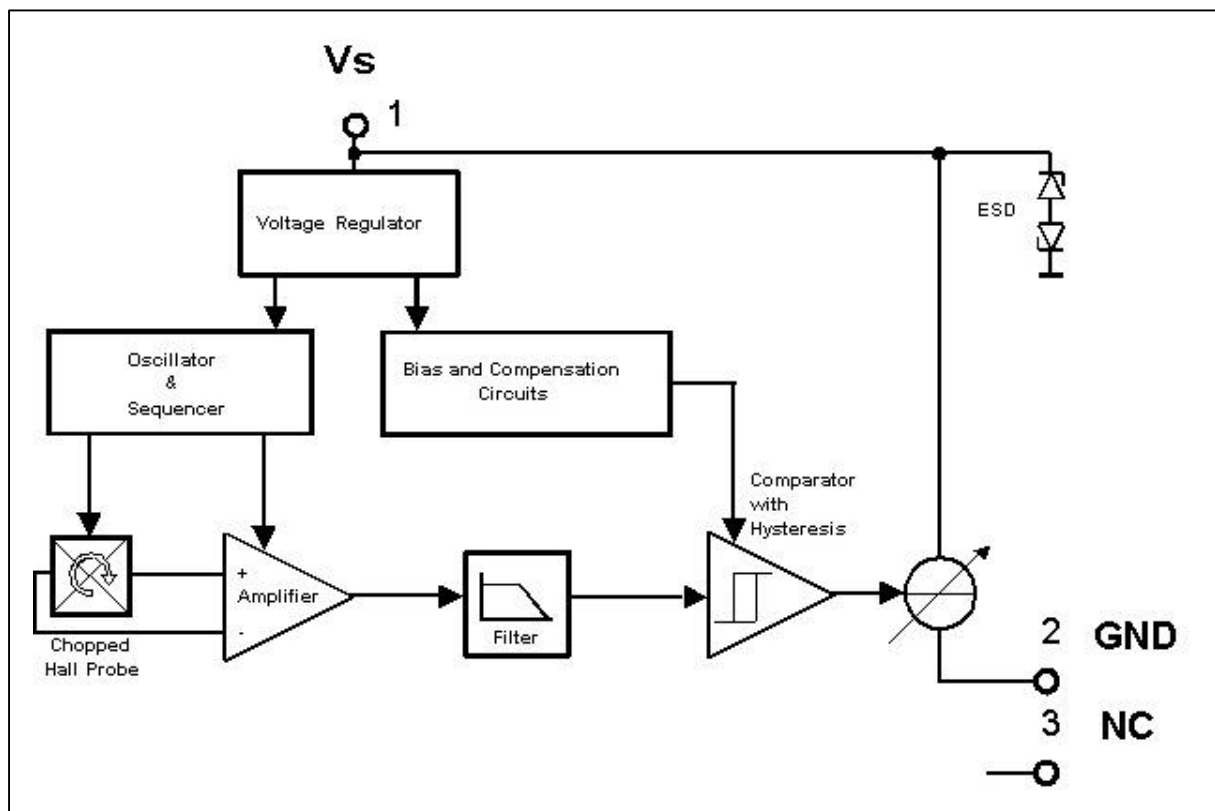 Vs
1
Voltage Regulator
ESD
Oscillator
&
Sequencer
Bias and Compensation
Circuits
Comparator
with
Hysteresis
+
Amplifier
-
Filter
Chopped
Hall Probe
2 GND
3 NC